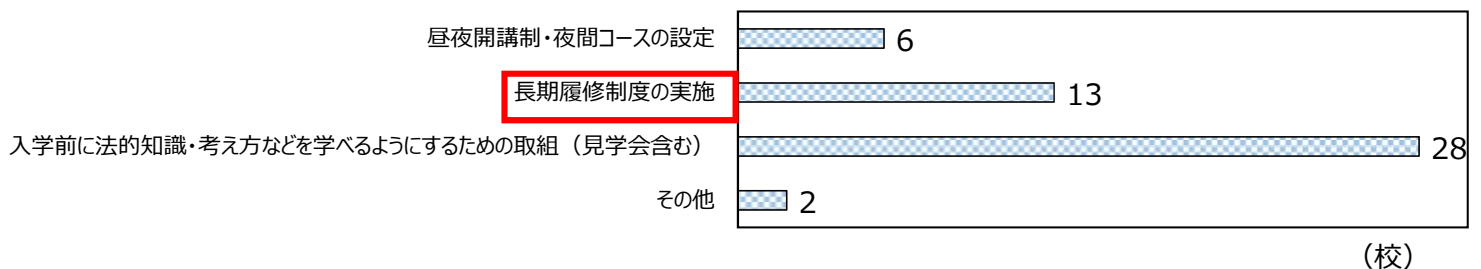 昼夜開講制・夜間コースの設定 6
長期履修制度の実施 13
入学前に法的知識・考え方などを学べるようにするための取組（見学会含む） 28
その他 2
（校）